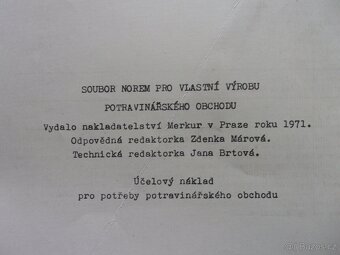 SOUBOR NOREM PRO VLASTNÍ VÝROBU
POTRAVINÁŘSKÉHO OBCHODU
Vydalo nakladatelství Merkur v Praze roku 1971.
Odpovědná redaktorka Zdenka Márová.
Technická redaktorka Jana Brtová.
Účelový náklad
pro potřeby potravinářského obchodu